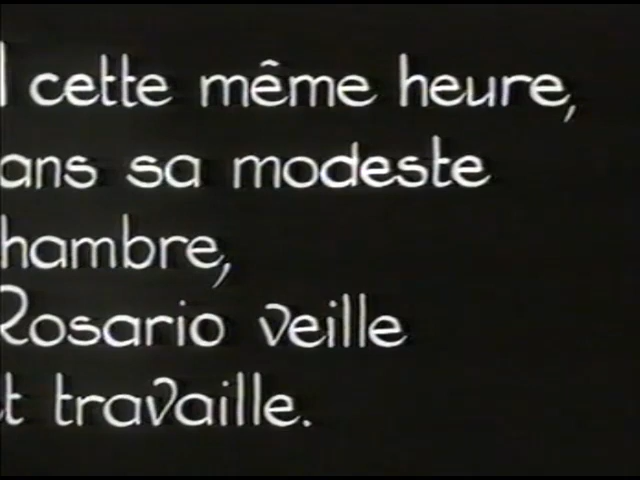 cette même heure,
ans sa modeste
hambre,
Rosario veille
t travaille.